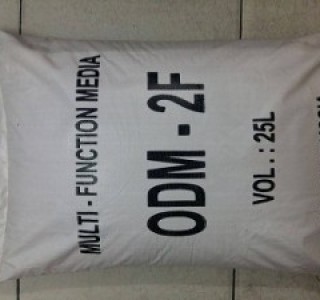 MULTI - FUNCTION MEDIA
ODM - 2F
VOL . : 25L